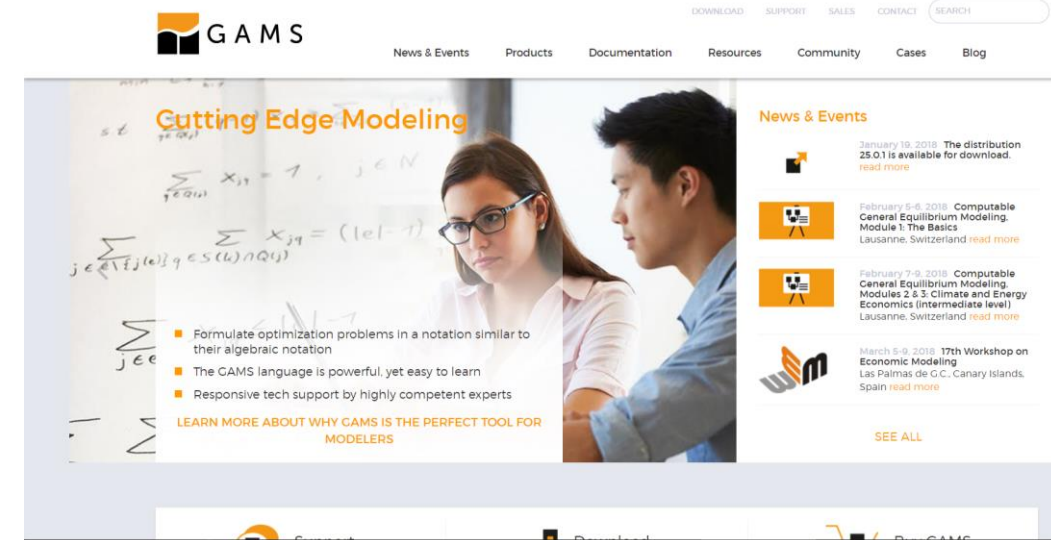 DOWNLOAD SUPPORT SALES CONTACT SEARCH
GAMS
News & Events Products Documentation Resources Community Cases Blog
Cutting Edge Modeling
Formulate optimization problems in a notation similar to
their algebraic notation
The GAMS language is powerful, yet easy to learn
Responsive tech support by highly competent experts
LEARN MORE ABOUT WHY GAMS IS THE PERFECT TOOL FOR
MODELERS
News & Events
January 19, 2018 The distribution
25.0.1 is available for download.
read more
February 5-6, 2018 Computable
General Equilibrium Modeling,
Module 1: The Basics
Lausanne, Switzerland read more
February 7-9, 2018 Computable
General Equilibrium Modeling,
Modules 2 & 3: Climate and Energy
Economics (intermediate level)
Lausanne, Switzerland read more
March 5-9, 2018 17th Workshop on
Economic Modeling
Las Palmas de G.C., Canary Islands,
Spain read more
SEE ALL
Support Download Buy GAMS